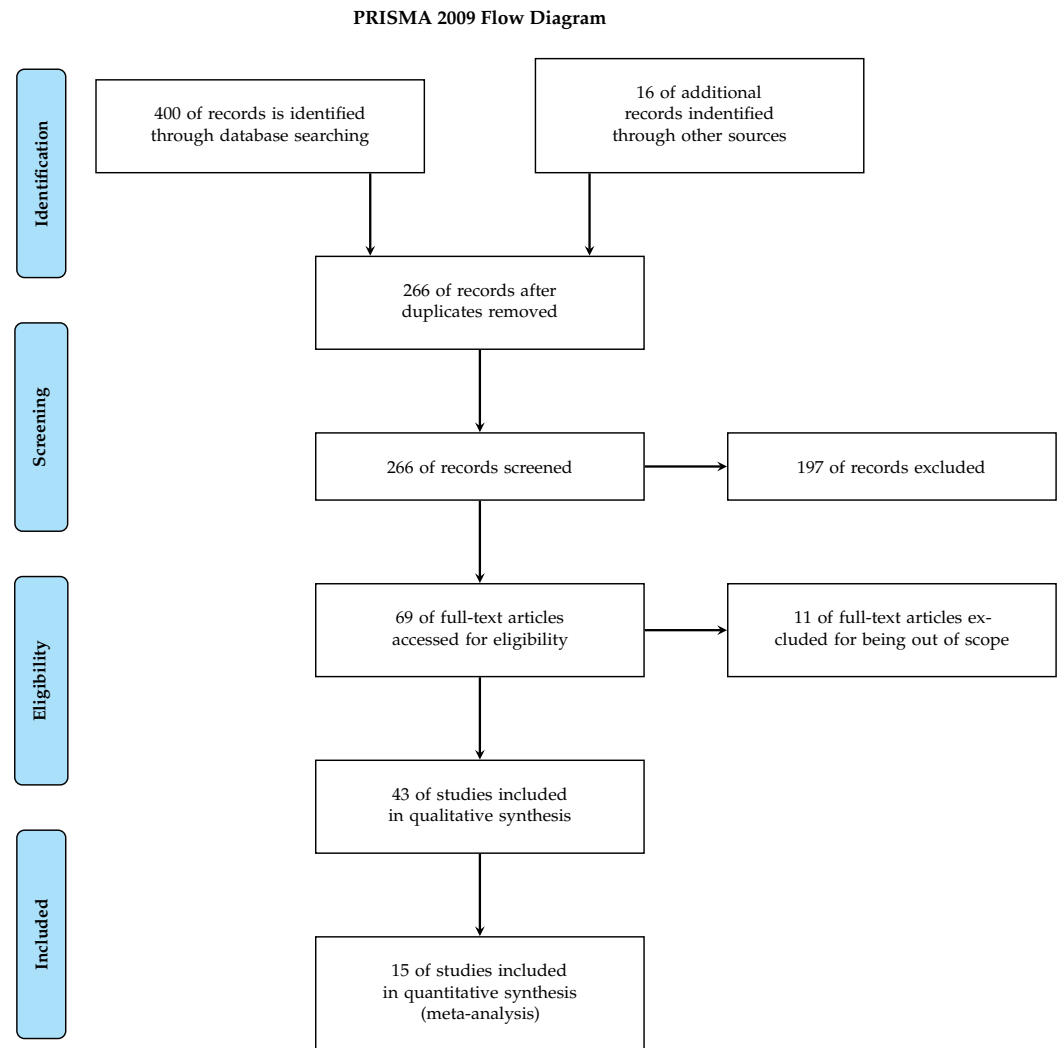 PRISMA 2009 Flow Diagram
Identification
400 of records is identified
through database searching
16 of additional
records indentified
through other sources
266 of records after
duplicates removed
Screening
266 of records screened
197 of records excluded
Eligibility
69 of full-text articles
accessed for eligibility
11 of full-text articles ex-
cluded for being out of scope
43 of studies included
in qualitative synthesis
Included
15 of studies included
in quantitative synthesis
(meta-analysis)